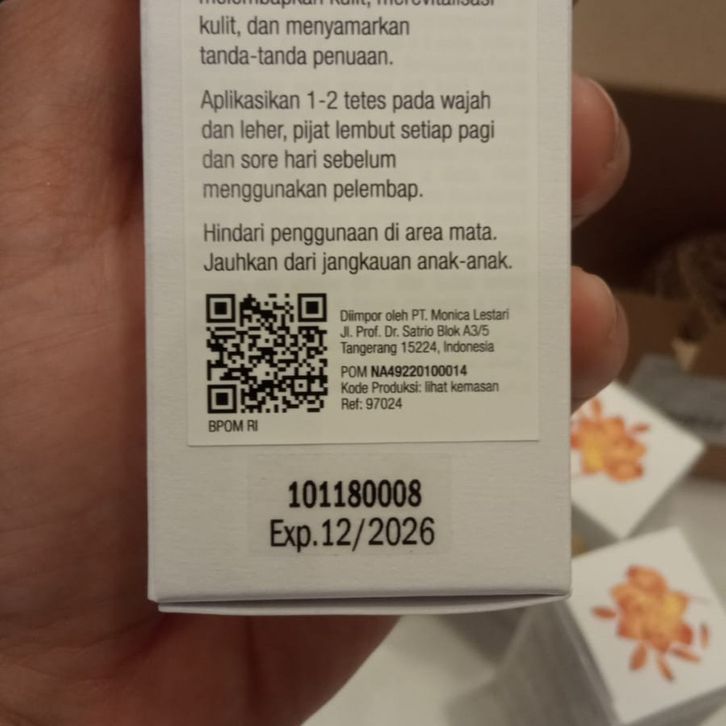 melembapkan kulit, merevitalisasi
kulit, dan menyamarkan
tanda-tanda penuaan.
Aplikasikan 1-2 tetes pada wajah
dan leher, pijat lembut setiap pagi
dan sore hari sebelum
menggunakan pelembap.
Hindari penggunaan di area mata.
Jauhkan dari jangkauan anak-anak.
Diimpor oleh PT. Monica Lestari
Jl. Prof. Dr. Satrio Blok A3/5
Tangerang 15224, Indonesia
POM NA49220100014
Kode Produksi: lihat kemasan
Ref: 97024
BPOM RI
101180008
Exp.12/2026